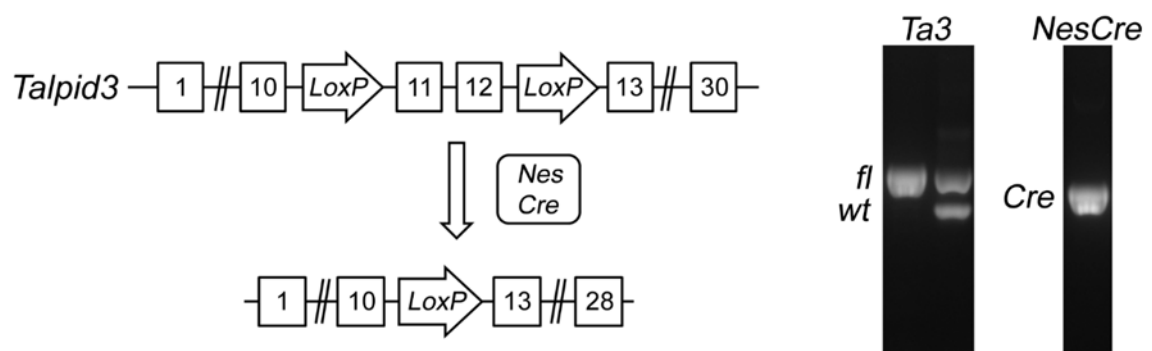 Talpid3 1 10 LoxP 11 12 LoxP 13 30
Nes
Cre
1 10 LoxP 13 28
Ta3 NesCre
fl
wt
Cre